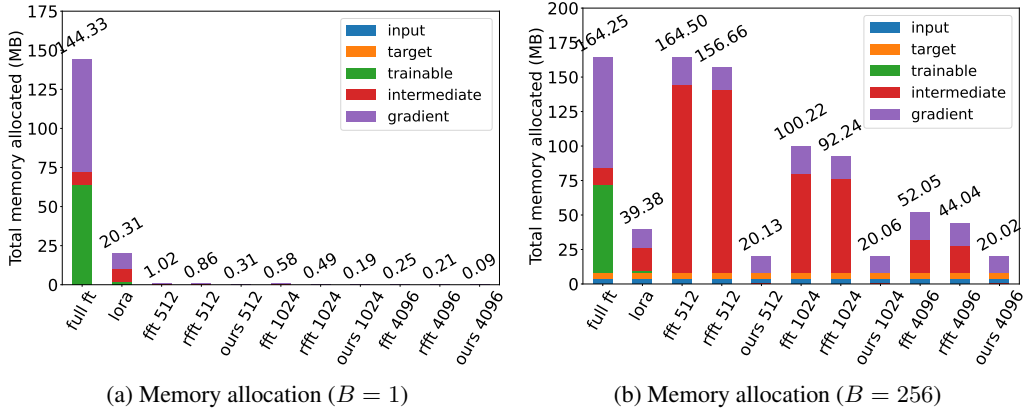 Total memory allocated (MB)
175
150
125
100
75
50
25
0
144.33
20.31
1.02
0.86
0.31
0.58
0.49
0.19
0.25
0.21
0.09
input
target
trainable
intermediate
gradient
full ft
lora
fft 512
rfft 512
ours 512
fft 1024
rfft 1024
ours 1024
fft 4096
rfft 4096
ours 4096
(a) Memory allocation (B = 1)
Total memory allocated (MB)
200
175
150
125
100
75
50
25
0
164.25
39.38
164.50
156.66
20.13
100.22
92.24
20.06
52.05
44.04
20.02
input
target
trainable
intermediate
gradient
full ft
lora
fft 512
rfft 512
ours 512
fft 1024
rfft 1024
ours 1024
fft 4096
rfft 4096
ours 4096
(b) Memory allocation (B = 256)